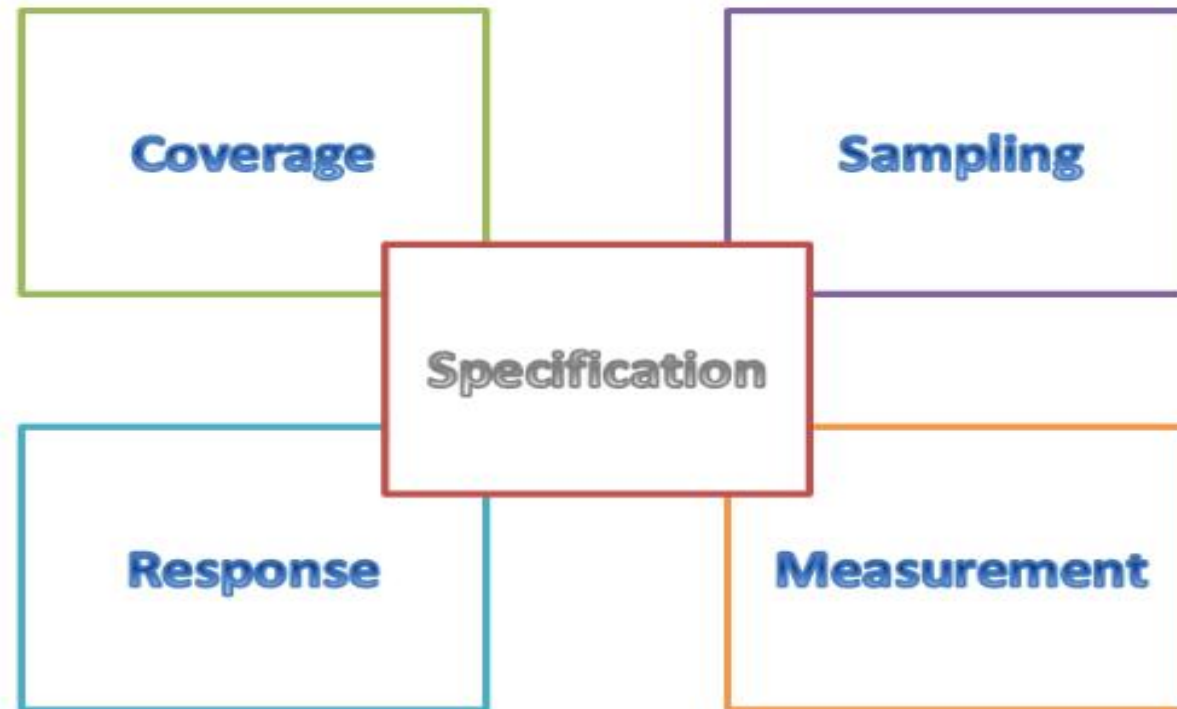 Coverage
Sampling
Specification
Response
Measurement